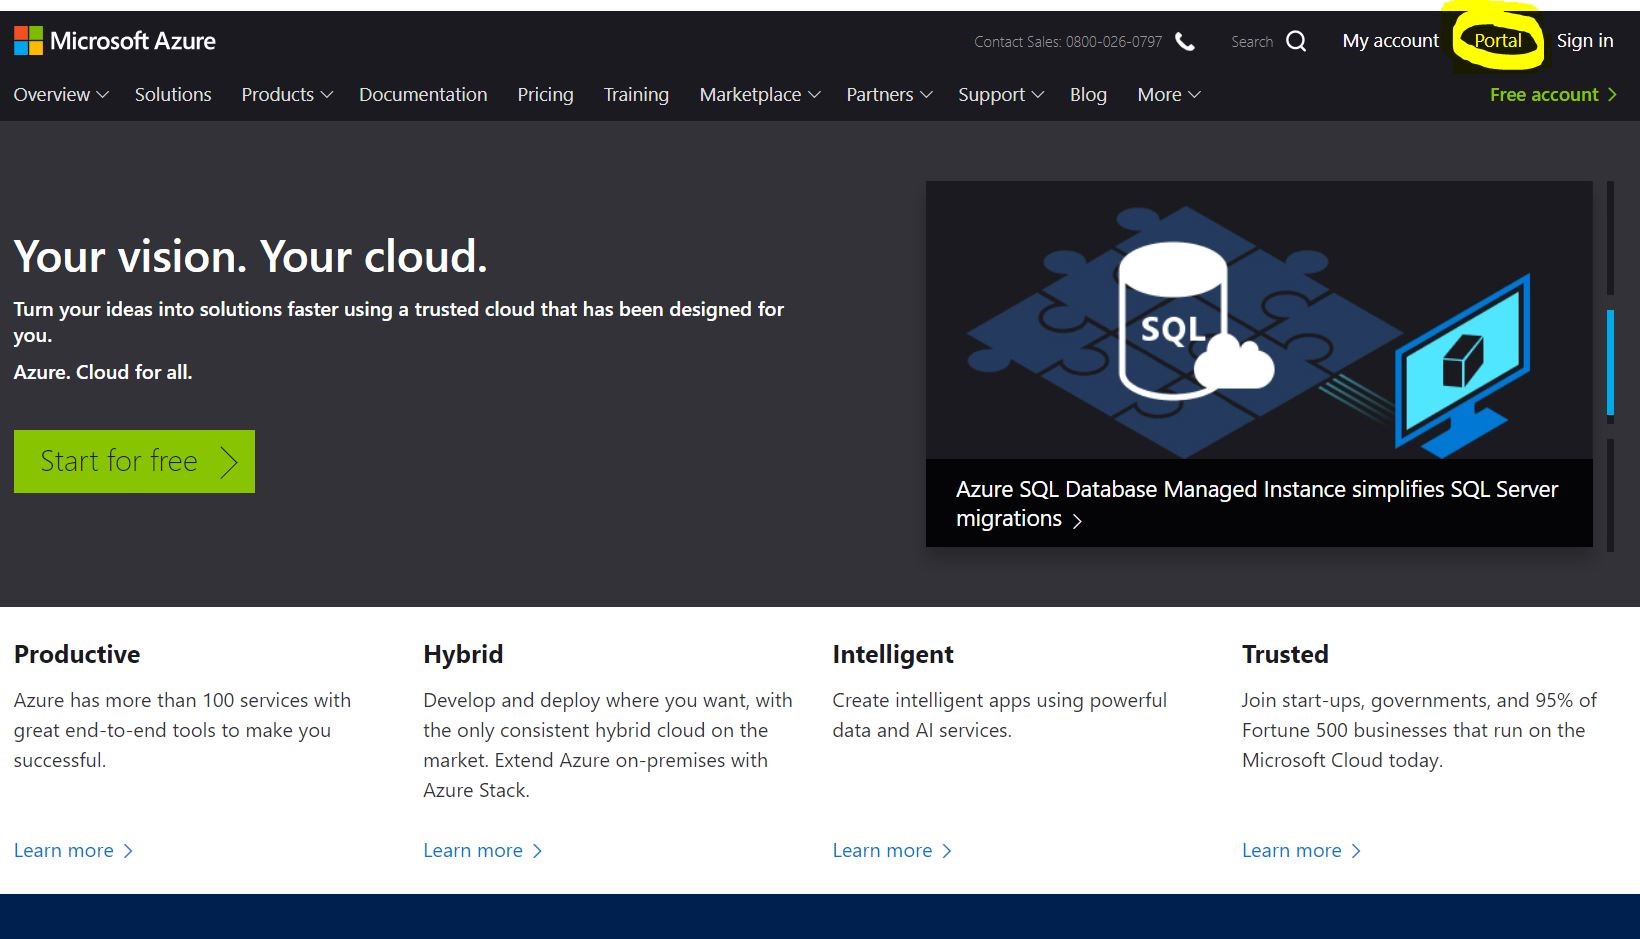 Microsoft Azure
Contact Sales: 0800-026-0797
Search
My account
Portal
Sign in
Overview
Solutions
Products
Documentation
Pricing
Training
Marketplace
Partners
Support
Blog
More
Free account
Your vision. Your cloud.
Turn your ideas into solutions faster using a trusted cloud that has been designed for
you.
Azure. Cloud for all.
Start for free
SQL
Azure SQL Database Managed Instance simplifies SQL Server
migrations
Productive
Azure has more than 100 services with
great end-to-end tools to make you
successful.
Learn more
Hybrid
Develop and deploy where you want, with
the only consistent hybrid cloud on the
market. Extend Azure on-premises with
Azure Stack.
Learn more
Intelligent
Create intelligent apps using powerful
data and AI services.
Learn more
Trusted
Join start-ups, governments, and 95% of
Fortune 500 businesses that run on the
Microsoft Cloud today.
Learn more